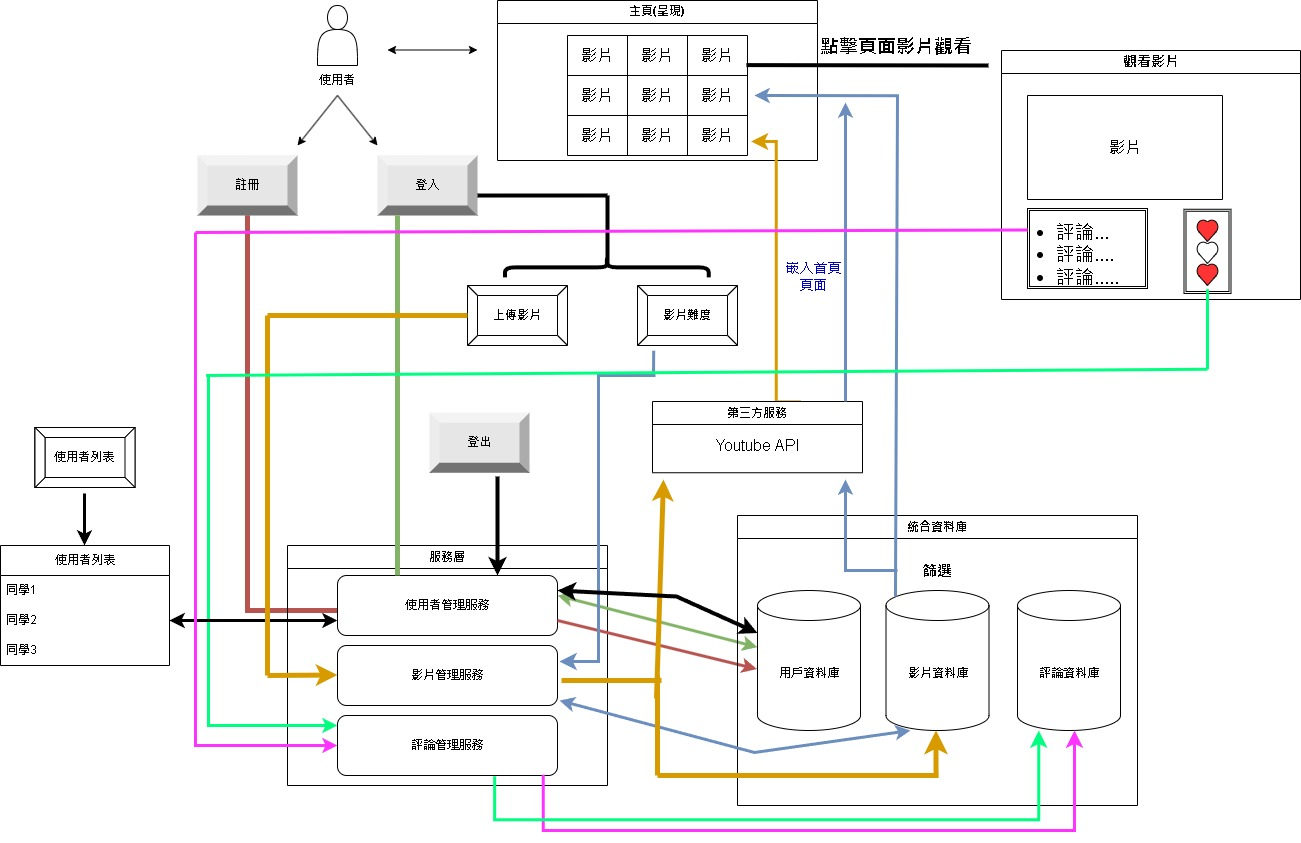 主頁(呈現)
使用者
影片 影片 影片
影片 影片 影片
影片 影片 影片
點擊頁面影片觀看
觀看影片
影片
• 評論...
• 評論....
• 評論.....
註冊
登入
嵌入首頁
頁面
上傳影片
影片難度
第三方服務
Youtube API
登出
使用者列表
使用者列表
同學1
同學2
同學3
服務層
使用者管理服務
影片管理服務
評論管理服務
統合資料庫
篩選
用戶資料庫
影片資料庫
評論資料庫